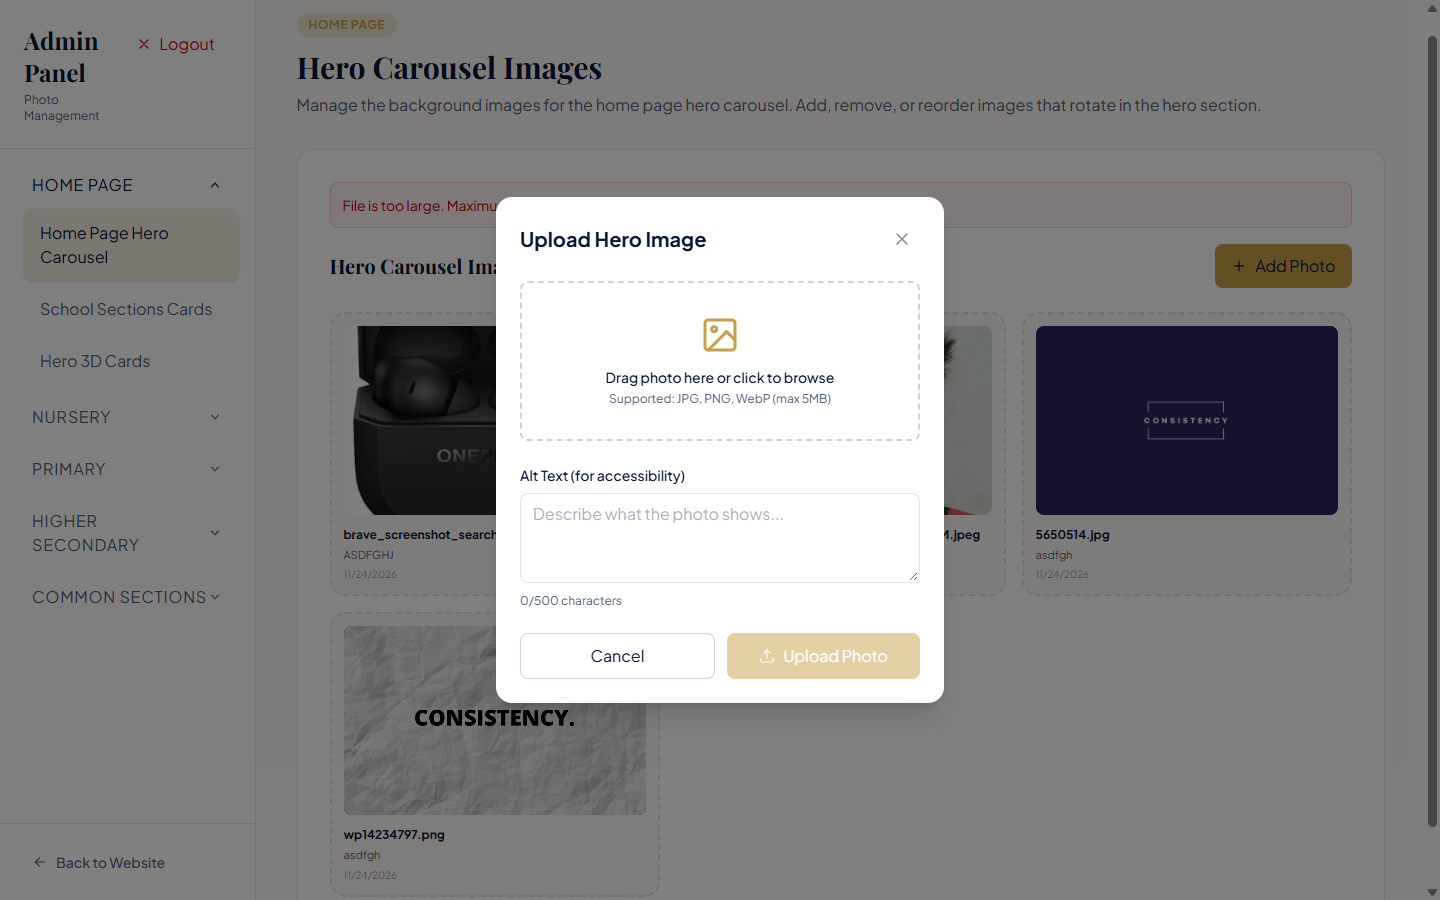 Admin
Panel
Logout
Photo
Management
HOME PAGE
Home Page Hero
Carousel
School Sections Cards
Hero 3D Cards
NURSERY
PRIMARY
HIGHER
SECONDARY
COMMON SECTIONS
Back to Website
HOME PAGE
Hero Carousel Images
Manage the background images for the home page hero carousel. Add, remove, or reorder images that rotate in the hero section.
File is too large.
Hero Carousel
Add Photo
brave_screenshot_search
ASDFGHJ
11/24/2026
.jpeg
CONSISTENCY
5650514.jpg
asdfgh
11/24/2026
CONSISTENCY.
wp14234797.png
asdfgh
11/24/2026
Upload Hero Image
Drag photo here or click to browse
Supported: JPG, PNG, WebP (max 5MB)
Alt Text (for accessibility)
Describe what the photo shows...
0/500 characters
Cancel
Upload Photo